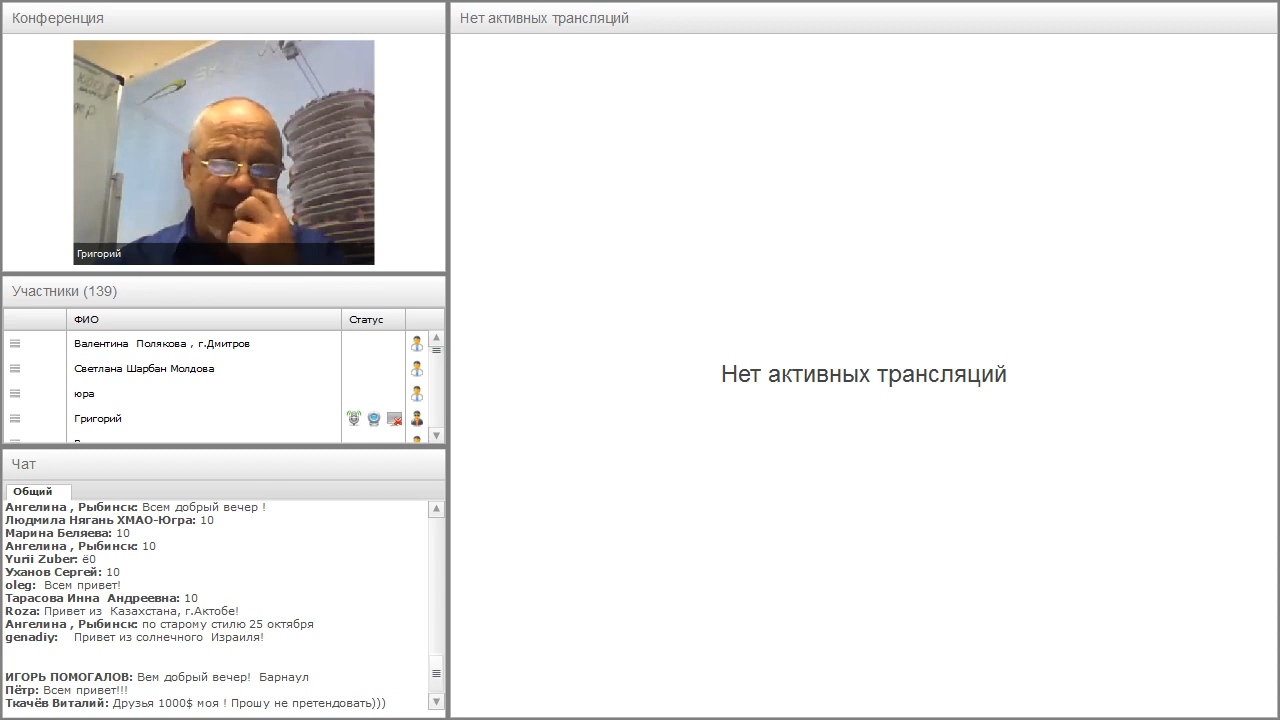 Конференция
Григорий
Участники (139)
ФИО
Статус
Валентина  Полякова , г.Дмитров
Светлана Шарбан Молдова
юра
Григорий
Чат
Общий
Ангелина , Рыбинск: Всем добрый вечер !
Людмила Нягань ХМАО-Югра: 10
Марина Беляева: 10
Ангелина , Рыбинск: 10
Yurii Zuber: ё0
Уханов Сергей: 10
oleg:  Всем привет!
Тарасова Инна  Андреевна: 10
Roza: Привет из  Казахстана, г.Актобе!
Ангелина , Рыбинск: по старому стилю 25 октября
genadiy:    Привет из солнечного  Израиля!
ИГОРЬ ПОМОГАЛОВ: Вем добрый вечер!  Барнаул
Пётр: Всем привет!!!
Ткачёв Виталий: Друзья 1000$ моя ! Прошу не претендовать)))
Нет активных трансляций
Нет активных трансляций